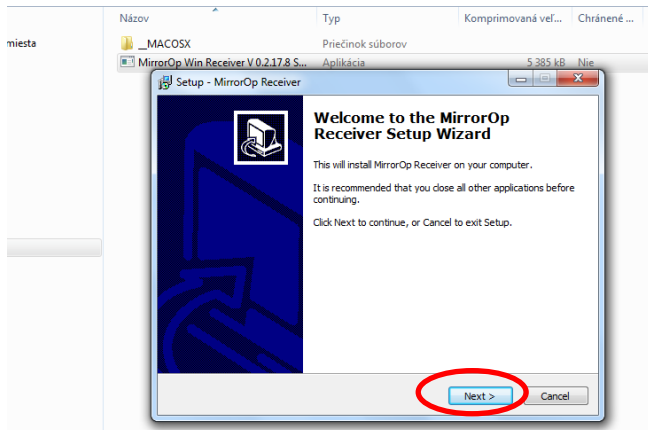 Názov Typ Komprimovaná veľ... Chránené ...
miesta
__MACOSX Priečinok súborov
MirrorOp Win Receiver V 0.2.17.8 S... Aplikácia 5 385 kB Nie
Setup - MirrorOp Receiver
Welcome to the MirrorOp
Receiver Setup Wizard
This will install MirrorOp Receiver on your computer.
It is recommended that you close all other applications before
continuing.
Click Next to continue, or Cancel to exit Setup.
Next > Cancel